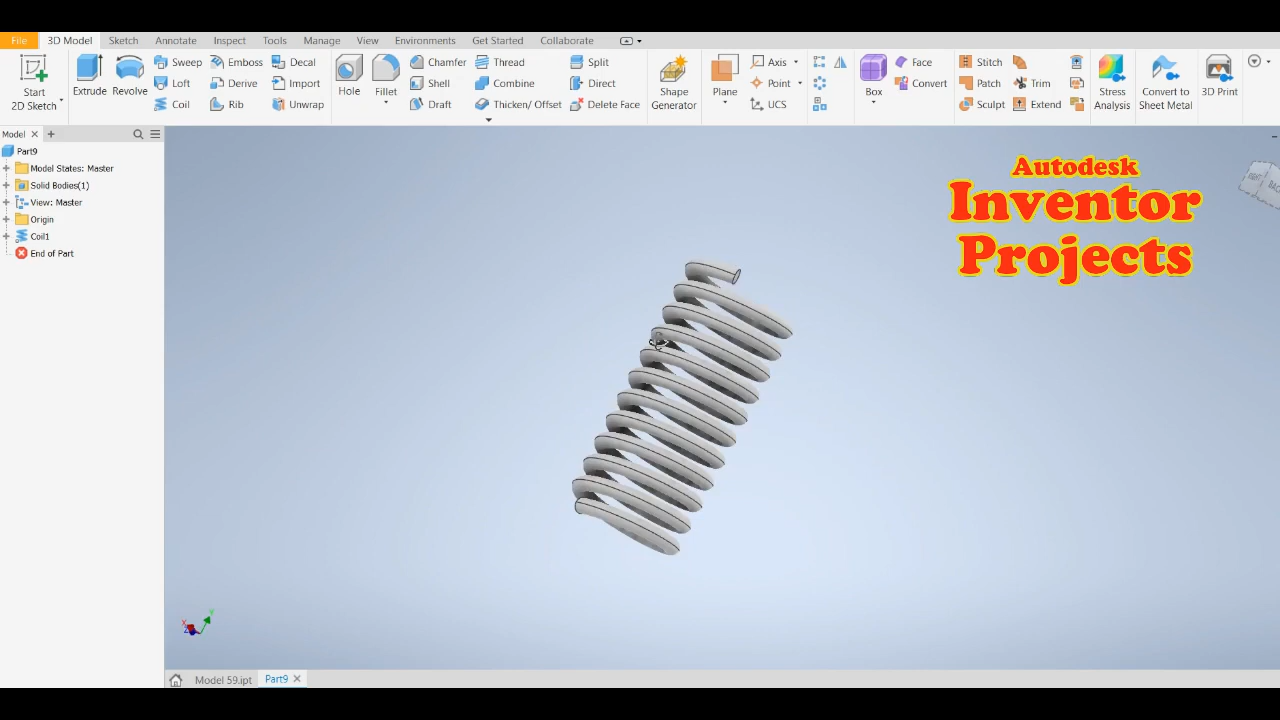 File 3D Model Sketch Annotate Inspect Tools Manage View Environments Get Started Collaborate
Start
2D Sketch
Extrude
Revolve
Sweep Emboss Decal
Loft Derive Import
Coil Rib Unwrap
Hole
Fillet
Chamfer Thread Split
Shell Combine Direct
Draft Thicken/ Offset Delete Face
Shape
Generator
Plane
Axis
Point
UCS
Box
Face
Convert
Stitch
Patch Trim
Sculpt Extend
Stress
Analysis
Convert to
Sheet Metal
3D Print
Model
Part9
Model States: Master
Solid Bodies(1)
View: Master
Origin
Coil1
End of Part
Autodesk
Inventor
Projects
X
Y
Z
Model 59.ipt Part9